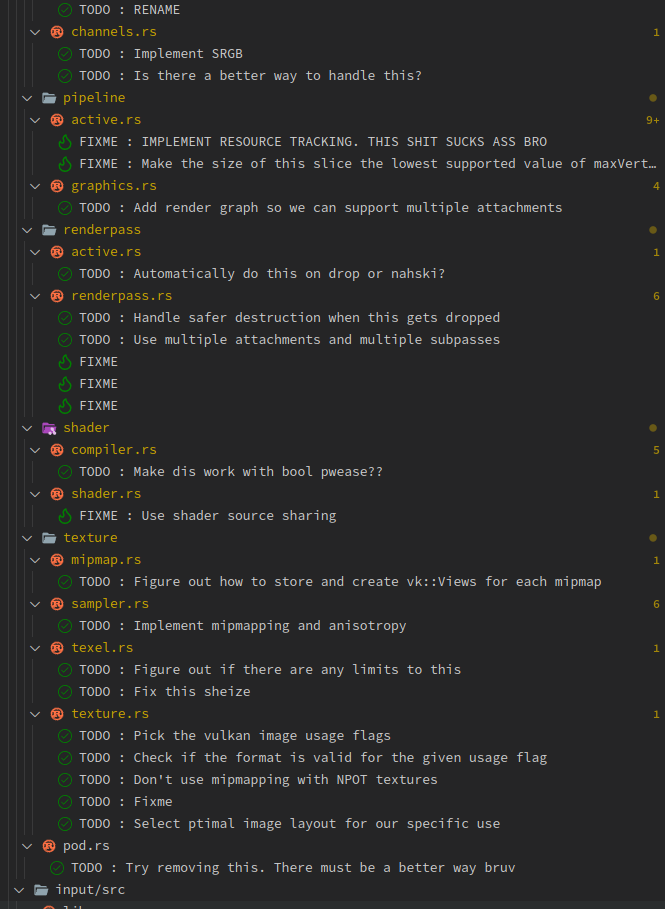 TODO : RENAME
channels.rs 1
TODO : Implement SRGB
TODO : Is there a better way to handle this?
pipeline
active.rs 9+
FIXME : IMPLEMENT RESOURCE TRACKING. THIS SHIT SUCKS ASS BRO
FIXME : Make the size of this slice the lowest supported value of maxVert…
graphics.rs 4
TODO : Add render graph so we can support multiple attachments
renderpass
active.rs 1
TODO : Automatically do this on drop or nahski?
renderpass.rs 6
TODO : Handle safer destruction when this gets dropped
TODO : Use multiple attachments and multiple subpasses
FIXME
FIXME
FIXME
shader
compiler.rs 5
TODO : Make dis work with bool pwease??
shader.rs 1
FIXME : Use shader source sharing
texture
mipmap.rs 1
TODO : Figure out how to store and create vk::Views for each mipmap
sampler.rs 6
TODO : Implement mipmapping and anisotropy
texel.rs 1
TODO : Figure out if there are any limits to this
TODO : Fix this sheize
texture.rs 1
TODO : Pick the vulkan image usage flags
TODO : Check if the format is valid for the given usage flag
TODO : Don't use mipmapping with NPOT textures
TODO : Fixme
TODO : Select ptimal image layout for our specific use
pod.rs
TODO : Try removing this. There must be a better way bruv
input/src